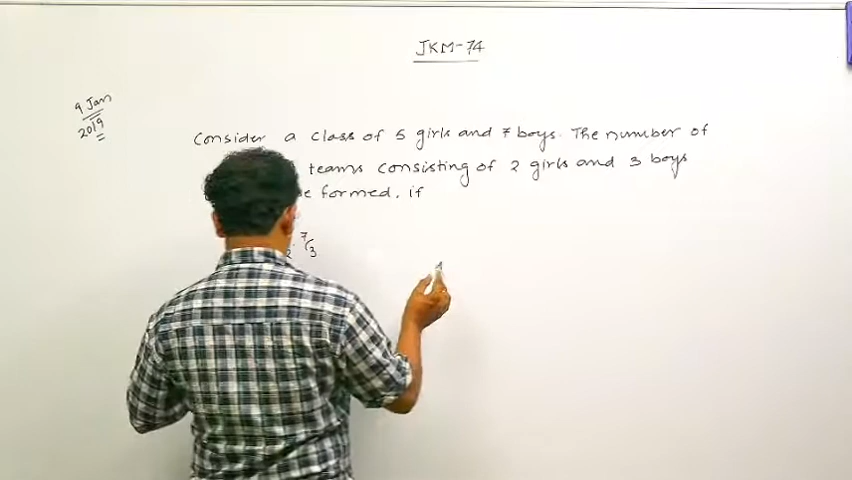 JKM-74
9 Jan
2019
Consider a class of 5 girls and 7 boys. The number of
teams consisting of 2 girls and 3 boys
formed, if
2 7C3